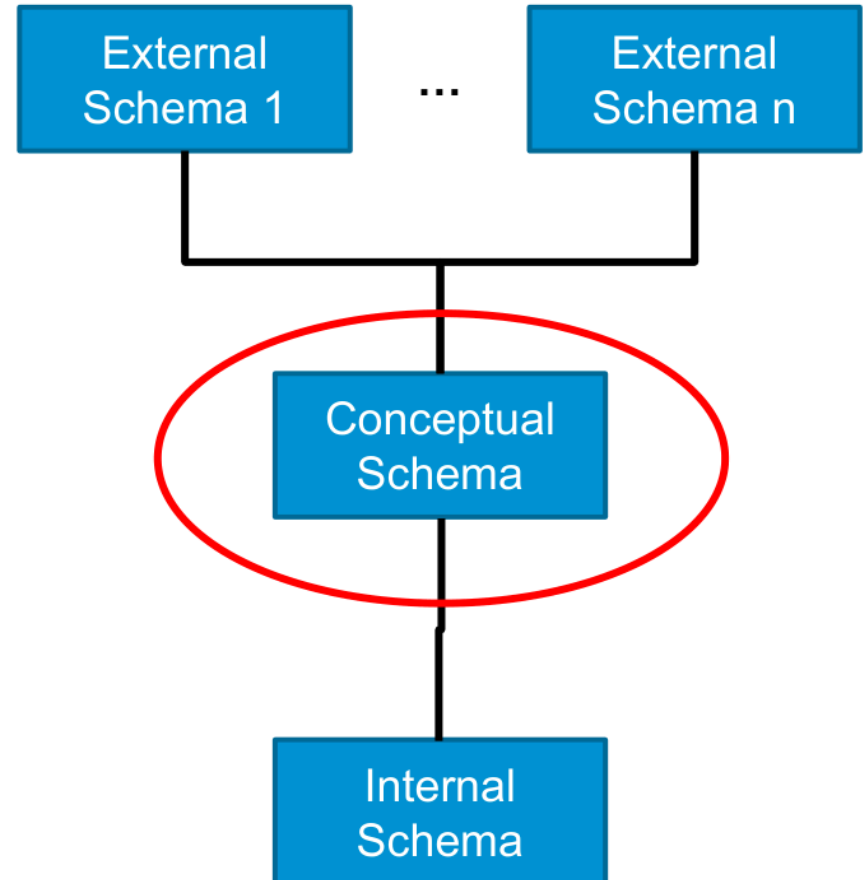 External
Schema 1
...
External
Schema n
Conceptual
Schema
Internal
Schema